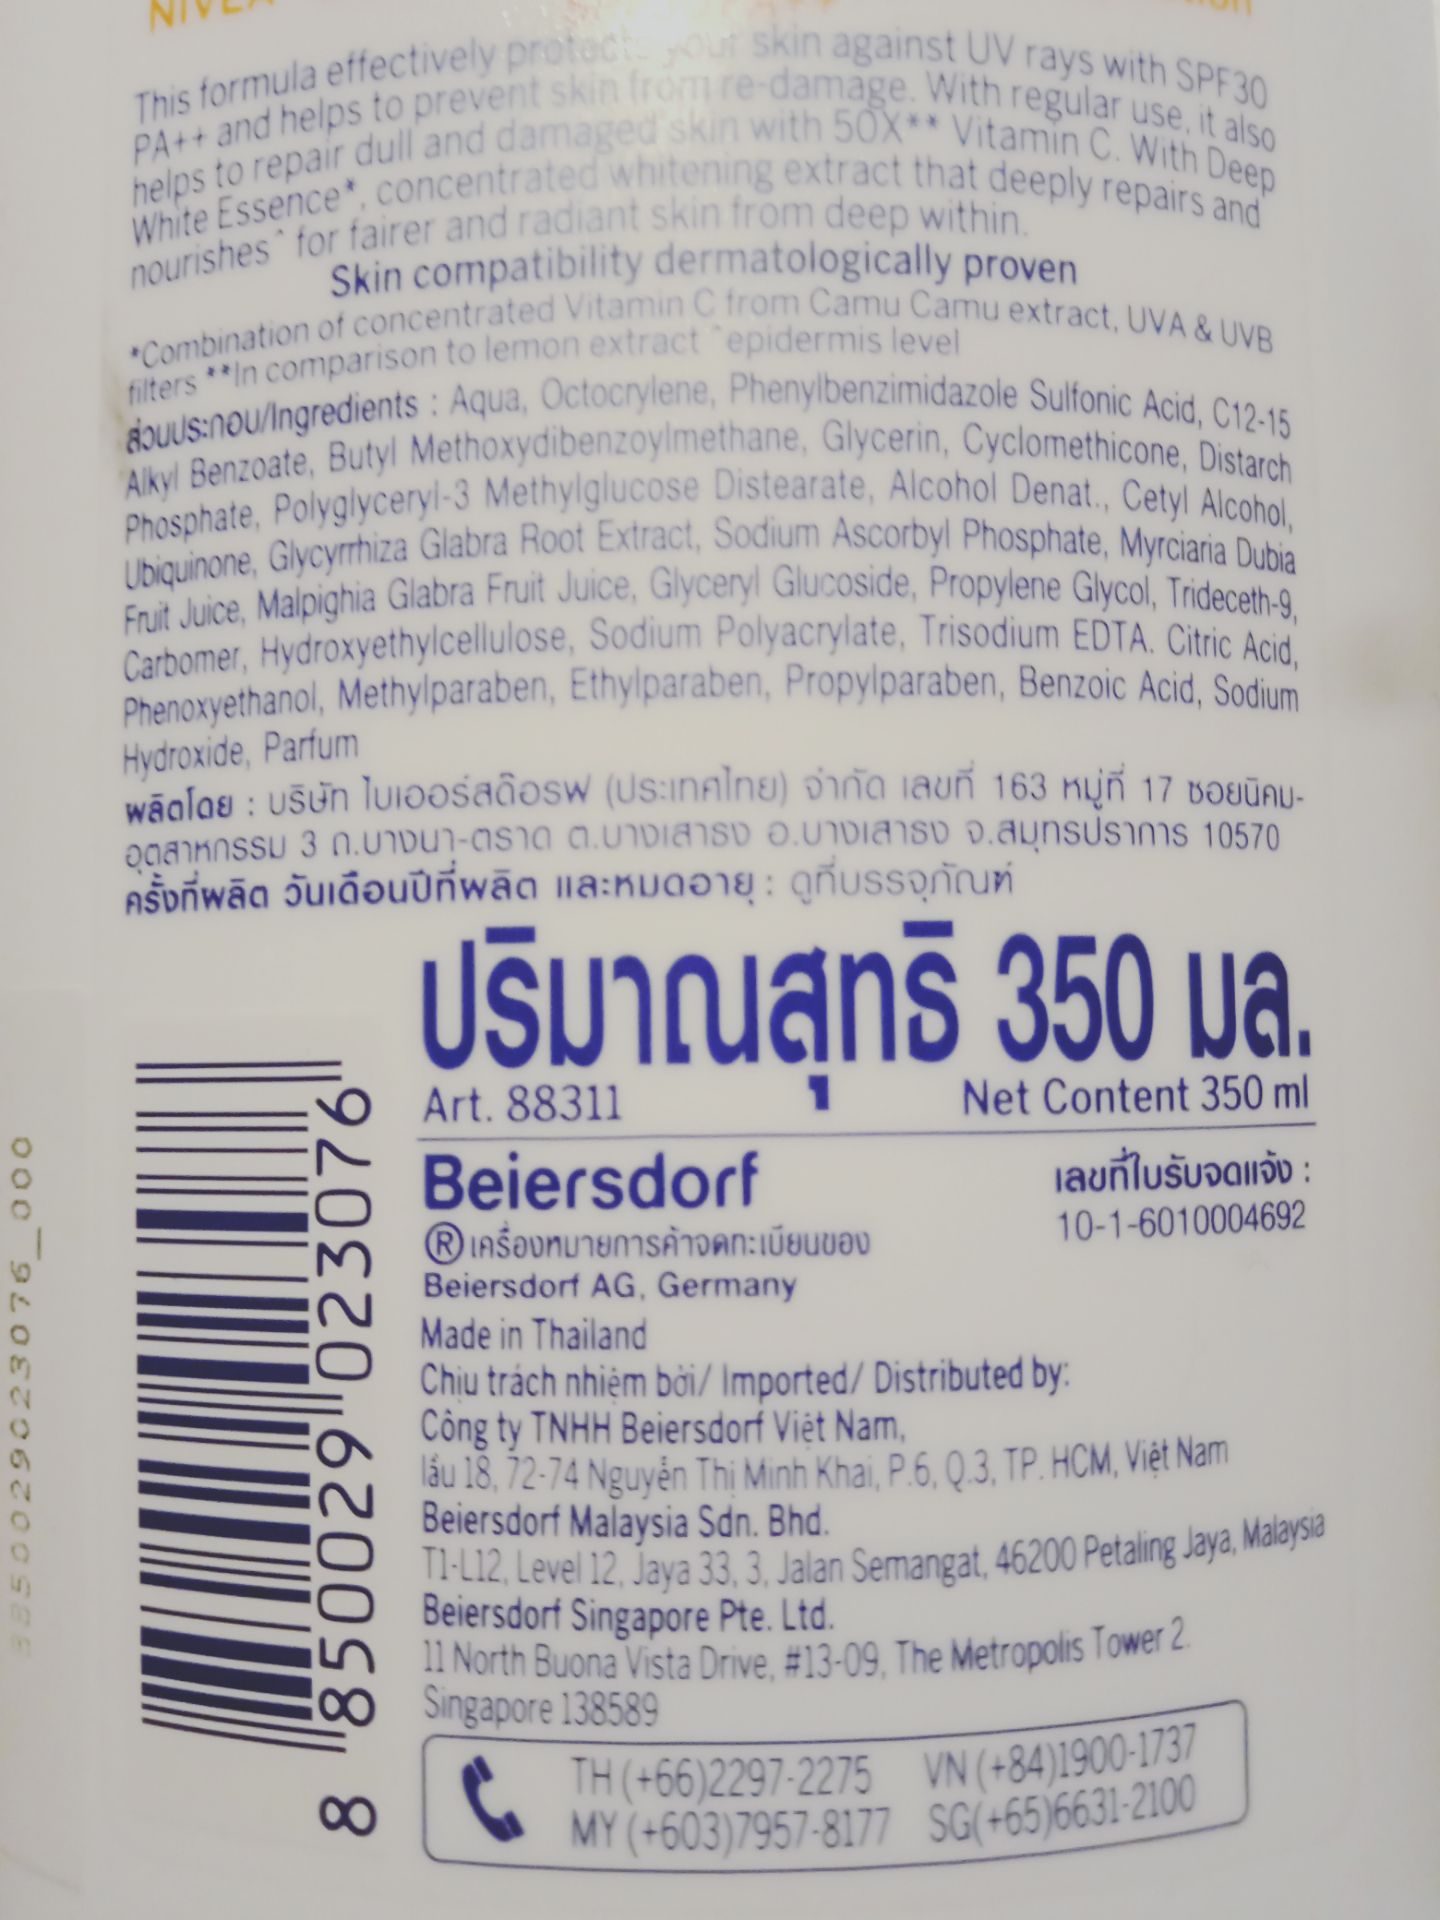 NIVEA
This formula effectively protects your skin against UV rays with SPF30
PA++ and helps to prevent skin from re-damage. With regular use, it also
helps to repair dull and damaged skin with 50X** Vitamin C. With Deep
White Essence*, concentrated whitening extract that deeply repairs and
nourishes^ for fairer and radiant skin from deep within.
Skin compatibility dermatologically proven
*Combination of concentrated Vitamin C from Camu Camu extract, UVA & UVB
filters **In comparison to lemon extract ^epidermis level
ส่วนประกอบ/Ingredients : Aqua, Octocrylene, Phenylbenzimidazole Sulfonic Acid, C12-15
Alkyl Benzoate, Butyl Methoxydibenzoylmethane, Glycerin, Cyclomethicone, Distarch
Phosphate, Polyglyceryl-3 Methylglucose Distearate, Alcohol Denat., Cetyl Alcohol,
Ubiquinone, Glycyrrhiza Glabra Root Extract, Sodium Ascorbyl Phosphate, Myrciaria Dubia
Fruit Juice, Malpighia Glabra Fruit Juice, Glyceryl Glucoside, Propylene Glycol, Trideceth-9,
Carbomer, Hydroxyethylcellulose, Sodium Polyacrylate, Trisodium EDTA. Citric Acid,
Phenoxyethanol, Methylparaben, Ethylparaben, Propylparaben, Benzoic Acid, Sodium
Hydroxide, Parfum
ผลิตโดย : บริษัท ไบเออร์สด๊อรฟ (ประเทศไทย) จำกัด เลขที่ 163 หมู่ที่ 17 ซอยนิคม-
อุตสาหกรรม 3 ถ.บางนา-ตราด ต.บางเสาธง อ.บางเสาธง จ.สมุทรปราการ 10570
ครั้งที่ผลิต วันเดือนปีที่ผลิต และหมดอายุ : ดูที่บรรจุภัณฑ์
ปริมาณสุทธิ 350 มล.
Art. 88311 Net Content 350 ml
Beiersdorf
เลขที่ใบรับจดแจ้ง :
10-1-6010004692
® เครื่องหมายการค้าจดทะเบียนของ
Beiersdorf AG, Germany
Made in Thailand
Chịu trách nhiệm bởi/ Imported/ Distributed by:
Công ty TNHH Beiersdorf Việt Nam,
lầu 18, 72-74 Nguyễn Thị Minh Khai, P.6, Q.3, TP. HCM, Việt Nam
Beiersdorf Malaysia Sdn. Bhd.
T1-L12, Level 12, Jaya 33, 3, Jalan Semangat, 46200 Petaling Jaya, Malaysia
Beiersdorf Singapore Pte. Ltd.
11 North Buona Vista Drive, #13-09, The Metropolis Tower 2.
Singapore 138589
TH (+66)2297-2275 VN (+84)1900-1737
MY (+603)7957-8177 SG(+65)6631-2100
8 850029 023076
8850029023076_000